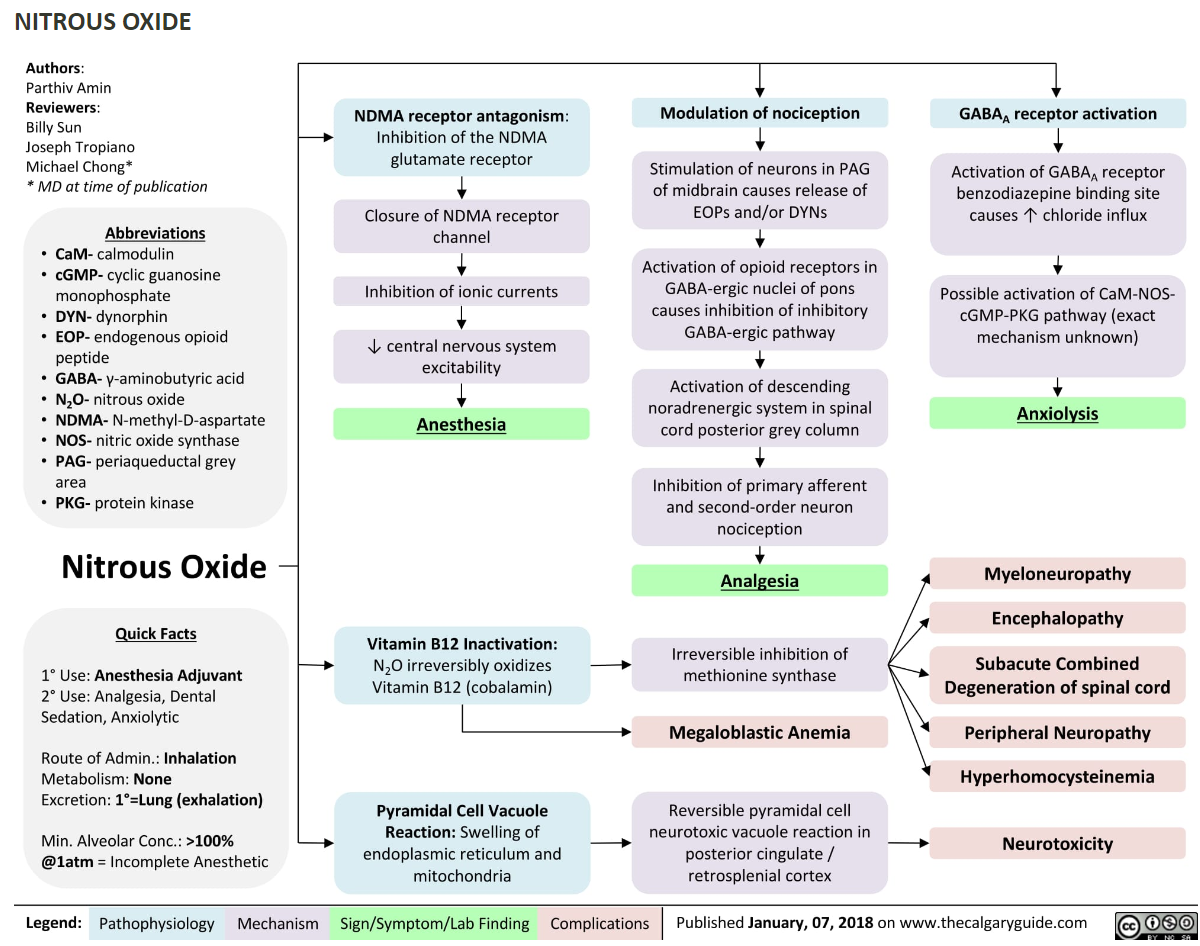 NITROUS OXIDE
Authors:
Parthiv Amin
Reviewers:
Billy Sun
Joseph Tropiano
Michael Chong*
* MD at time of publication
Abbreviations
• CaM- calmodulin
• cGMP- cyclic guanosine
monophosphate
• DYN- dynorphin
• EOP- endogenous opioid
peptide
• GABA- γ-aminobutyric acid
• N₂O- nitrous oxide
• NDMA- N-methyl-D-aspartate
• NOS- nitric oxide synthase
• PAG- periaqueductal grey
area
• PKG- protein kinase
Nitrous Oxide
Quick Facts
1° Use: Anesthesia Adjuvant
2° Use: Analgesia, Dental
Sedation, Anxiolytic
Route of Admin.: Inhalation
Metabolism: None
Excretion: 1°=Lung (exhalation)
Min. Alveolar Conc.: >100%
@1atm = Incomplete Anesthetic
NDMA receptor antagonism:
Inhibition of the NDMA
glutamate receptor
Closure of NDMA receptor
channel
Inhibition of ionic currents
↓ central nervous system
excitability
Anesthesia
Modulation of nociception
Stimulation of neurons in PAG
of midbrain causes release of
EOPs and/or DYNs
Activation of opioid receptors in
GABA-ergic nuclei of pons
causes inhibition of inhibitory
GABA-ergic pathway
Activation of descending
noradrenergic system in spinal
cord posterior grey column
Inhibition of primary afferent
and second-order neuron
nociception
Analgesia
GABAA receptor activation
Activation of GABAA receptor
benzodiazepine binding site
causes ↑ chloride influx
Possible activation of CaM-NOS-
cGMP-PKG pathway (exact
mechanism unknown)
Anxiolysis
Vitamin B12 Inactivation:
N₂O irreversibly oxidizes
Vitamin B12 (cobalamin)
Irreversible inhibition of
methionine synthase
Megaloblastic Anemia
Myeloneuropathy
Encephalopathy
Subacute Combined
Degeneration of spinal cord
Peripheral Neuropathy
Hyperhomocysteinemia
Pyramidal Cell Vacuole
Reaction: Swelling of
endoplasmic reticulum and
mitochondria
Reversible pyramidal cell
neurotoxic vacuole reaction in
posterior cingulate /
retrosplenial cortex
Neurotoxicity
Legend: Pathophysiology Mechanism Sign/Symptom/Lab Finding Complications Published January, 07, 2018 on www.thecalgaryguide.com
cc BY NC SA